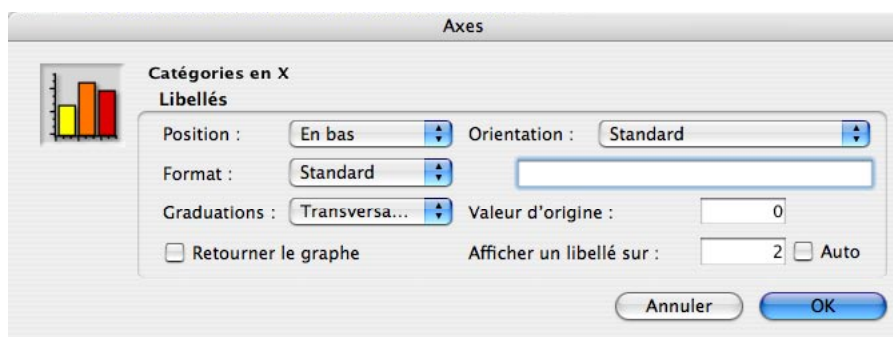 Axes
Catégories en X
Libellés
Position : En bas Orientation : Standard
Format : Standard
Graduations : Transversa... Valeur d'origine : 0
Retourner le graphe Afficher un libellé sur : 2 Auto
Annuler OK